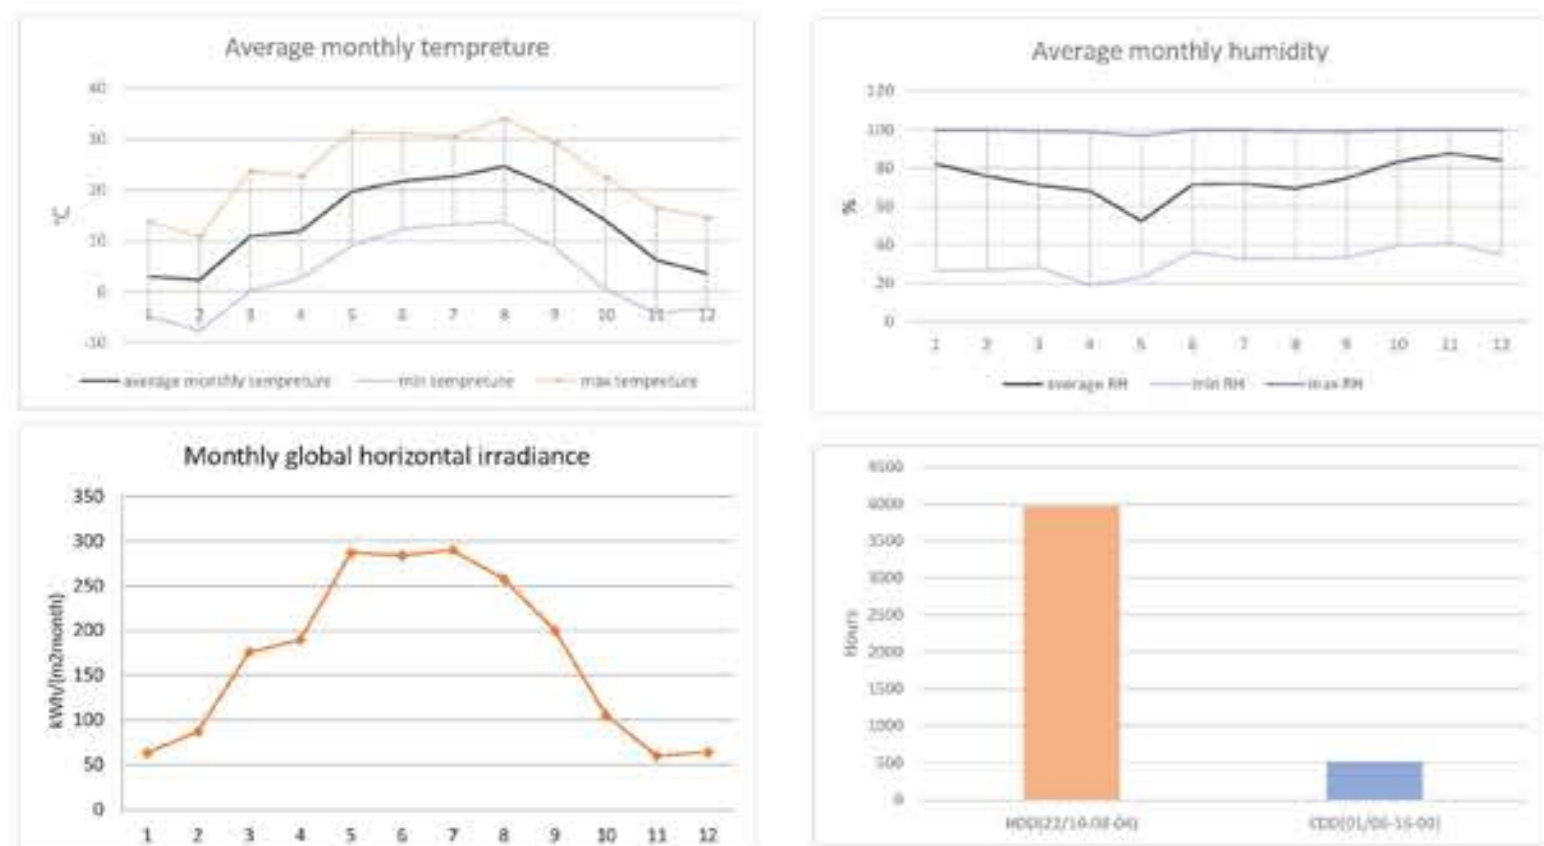 Average monthly tempreture
40
30
20
10
0
-10
°C
1 2 3 4 5 6 7 8 9 10 11 12
average monthly tempreture min tempreture max tempreture
Average monthly humidity
120
100
80
60
40
20
0
%
1 2 3 4 5 6 7 8 9 10 11 12
average RH min RH max RH
Monthly global horizontal irradiance
350
300
250
200
150
100
50
0
kWh/(m2month)
1 2 3 4 5 6 7 8 9 10 11 12
4500
4000
3500
3000
2500
2000
1500
1000
500
0
Hours